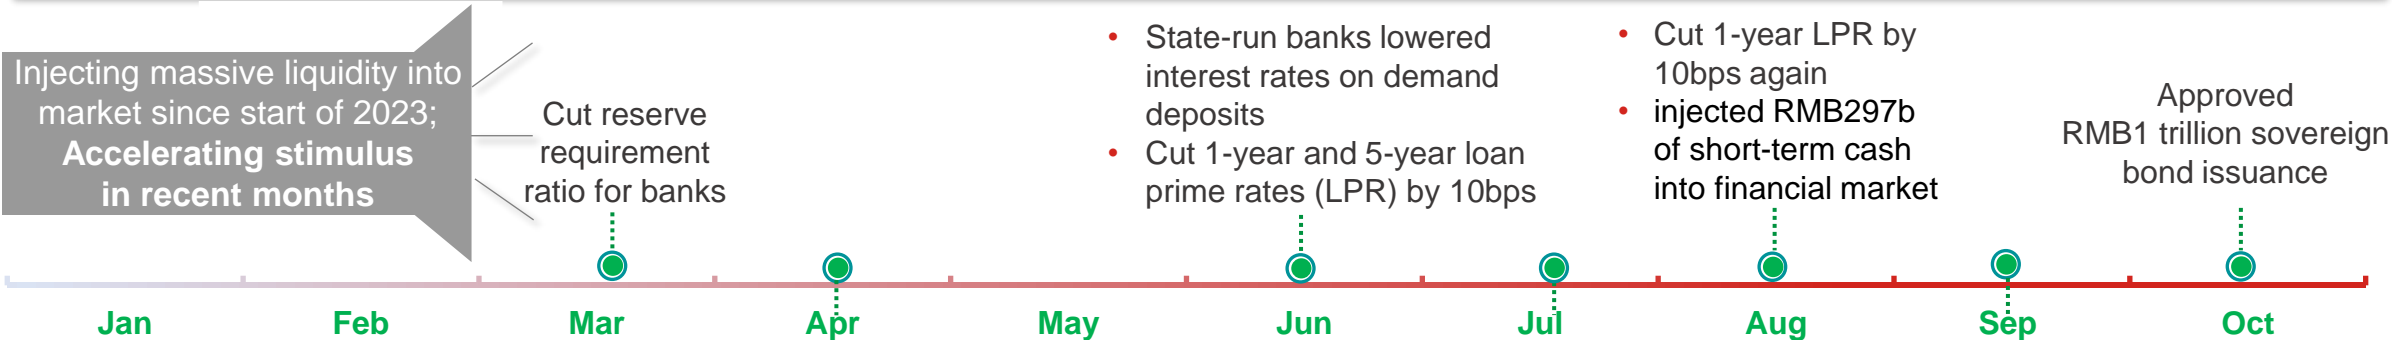 Injecting massive liquidity into
market since start of 2023;
Accelerating stimulus
in recent months
Cut reserve
requirement
ratio for banks
• State-run banks lowered
interest rates on demand
deposits
• Cut 1-year and 5-year loan
prime rates (LPR) by 10bps
• Cut 1-year LPR by
10bps again
• injected RMB297b
of short-term cash
into financial market
Approved
RMB1 trillion sovereign
bond issuance
Jan
Feb
Mar
Apr
May
Jun
Jul
Aug
Sep
Oct